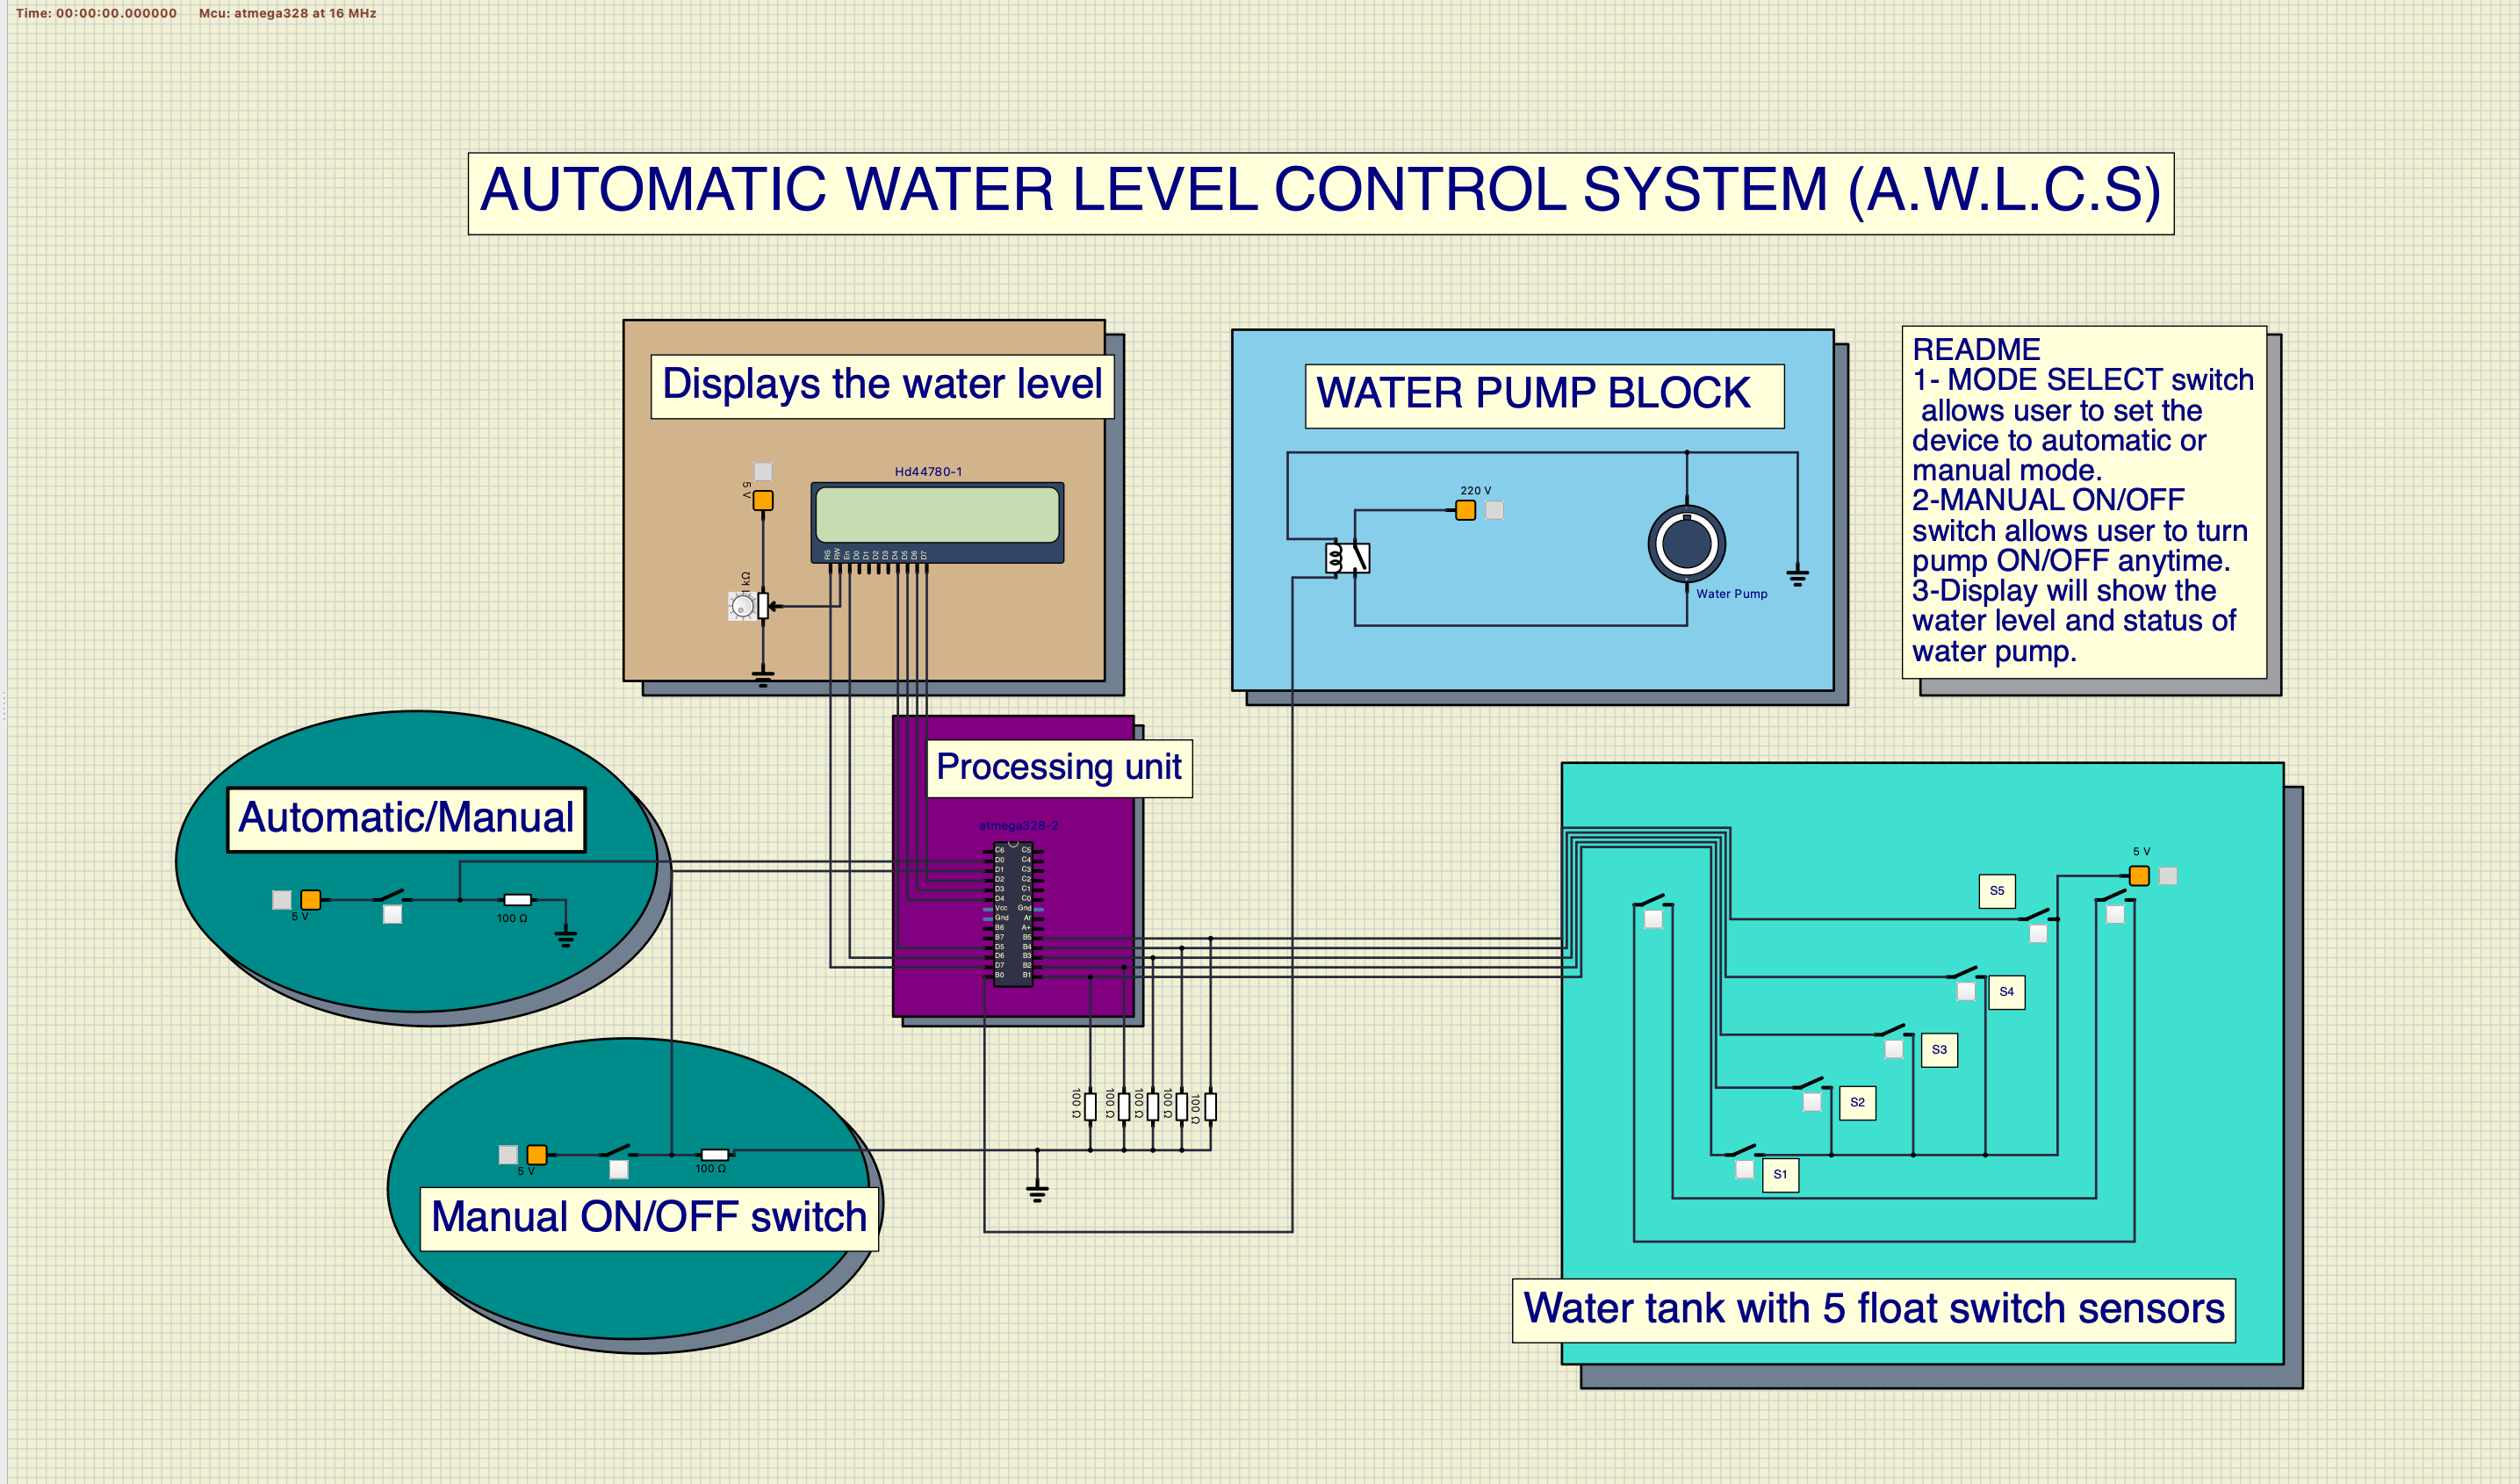 Time: 00:00:00.000000 Mcu: atmega328 at 16 MHz
AUTOMATIC WATER LEVEL CONTROL SYSTEM (A.W.L.C.S)
Displays the water level
Hd44780-1
5 V
RS RW En D0 D1 D2 D3 D4 D5 D6 D7
1 kΩ
WATER PUMP BLOCK
220 V
Water Pump
README
1- MODE SELECT switch
allows user to set the
device to automatic or
manual mode.
2-MANUAL ON/OFF
switch allows user to turn
pump ON/OFF anytime.
3-Display will show the
water level and status of
water pump.
Automatic/Manual
5 V
100 Ω
Processing unit
atmega328-2
C6 C5
D0 C4
D1 C3
D2 C2
D3 C1
D4 C0
Vcc Gnd
Gnd Ar
B6 A+
B7 B5
D5 B4
D6 B3
D7 B2
B0 B1
100 Ω
100 Ω
100 Ω
100 Ω
100 Ω
5 V
100 Ω
Manual ON/OFF switch
5 V
S5
S4
S3
S2
S1
Water tank with 5 float switch sensors